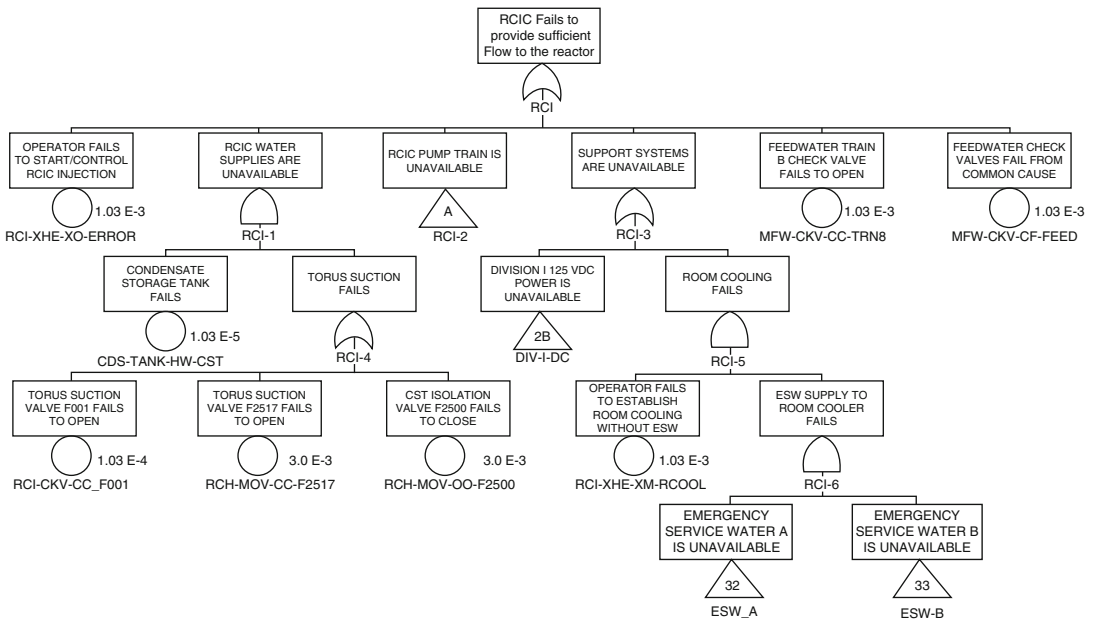 RCIC Fails to
provide sufficient
Flow to the reactor
RCI
OPERATOR FAILS
TO START/CONTROL
RCIC INJECTION
1.03 E-3
RCI-XHE-XO-ERROR
RCIC WATER
SUPPLIES ARE
UNAVAILABLE
RCI-1
RCIC PUMP TRAIN IS
UNAVAILABLE
A
RCI-2
SUPPORT SYSTEMS
ARE UNAVAILABLE
RCI-3
FEEDWATER TRAIN
B CHECK VALVE
FAILS TO OPEN
1.03 E-3
MFW-CKV-CC-TRN8
FEEDWATER CHECK
VALVES FAIL FROM
COMMON CAUSE
1.03 E-3
MFW-CKV-CF-FEED
CONDENSATE
STORAGE TANK
FAILS
1.03 E-5
CDS-TANK-HW-CST
TORUS SUCTION
FAILS
RCI-4
DIVISION I 125 VDC
POWER IS
UNAVAILABLE
2B
DIV-I-DC
ROOM COOLING
FAILS
RCI-5
TORUS SUCTION
VALVE F001 FAILS
TO OPEN
1.03 E-4
RCI-CKV-CC_F001
TORUS SUCTION
VALVE F2517 FAILS
TO OPEN
3.0 E-3
RCH-MOV-CC-F2517
CST ISOLATION
VALVE F2500 FAILS
TO CLOSE
3.0 E-3
RCH-MOV-OO-F2500
OPERATOR FAILS
TO ESTABLISH
ROOM COOLING
WITHOUT ESW
1.03 E-3
RCI-XHE-XM-RCOOL
ESW SUPPLY TO
ROOM COOLER
FAILS
RCI-6
EMERGENCY
SERVICE WATER A
IS UNAVAILABLE
32
ESW_A
EMERGENCY
SERVICE WATER B
IS UNAVAILABLE
33
ESW-B